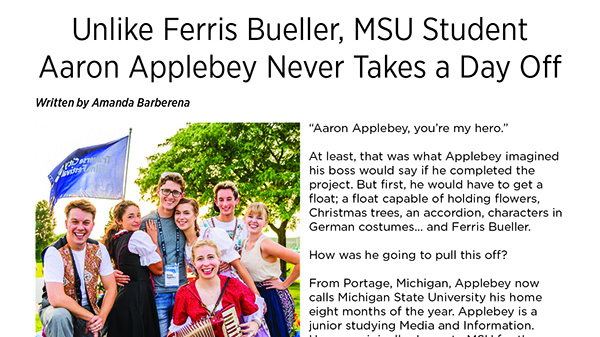 Unlike Ferris Bueller, MSU Student
Aaron Applebey Never Takes a Day Off
Written by Amanda Barberena
“Aaron Applebey, you’re my hero.”
At least, that was what Applebey imagined
his boss would say if he completed the
project. But first, he would have to get a
float; a float capable of holding flowers,
Christmas trees, an accordion, characters in
German costumes... and Ferris Bueller.
How was he going to pull this off?
From Portage, Michigan, Applebey now
calls Michigan State University his home
eight months of the year. Applebey is a
junior studying Media and Information.